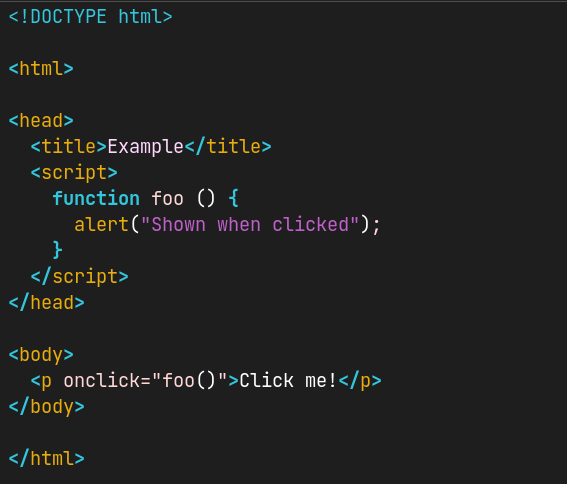 <!DOCTYPE html>
<html>
<head>
<title>Example</title>
<script>
function foo () {
alert("Shown when clicked");
}
</script>
</head>
<body>
<p onclick="foo()">Click me!</p>
</body>
</html>